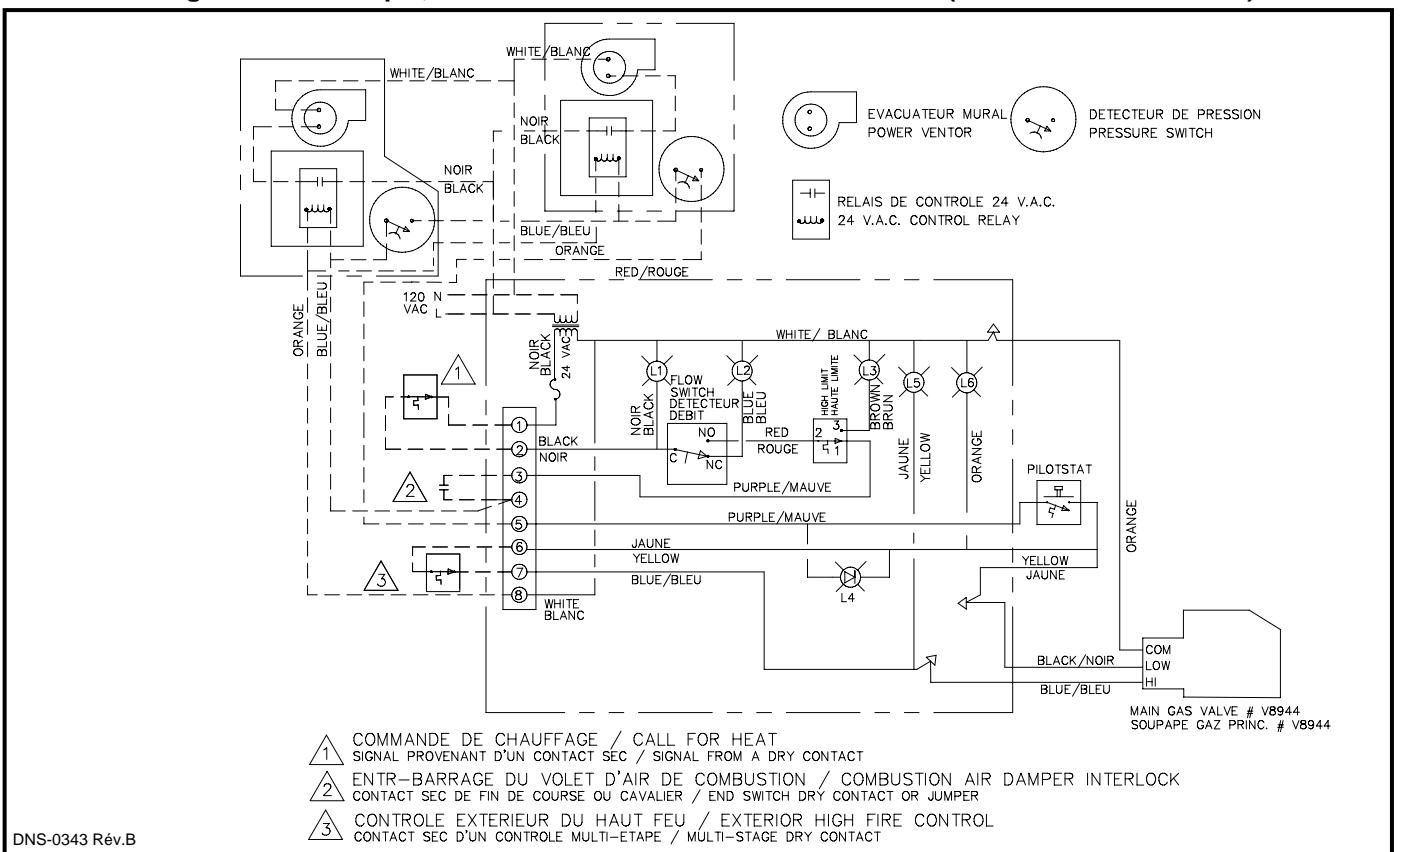 WHITE/BLANC
WHITE/BLANC
NOIR
BLACK
NOIR
BLACK
EVACUATEUR MURAL
POWER VENTOR
DETECTEUR DE PRESSION
PRESSURE SWITCH
RELAIS DE CONTROLE 24 V.A.C.
24 V.A.C. CONTROL RELAY
BLUE/BLEU
ORANGE
RED/ROUGE
120 N
VAC L
ORANGE
BLUE/BLEU
NOIR
BLACK
24 VAC
WHITE/ BLANC
1
L1
L2
L3
L5
L6
FLOW
SWITCH
DETECTEUR
DEBIT
NOIR
BLACK
BLUE
BLEU
HIGH LIMIT
HAUTE LIMITE
BROWN
BRUN
NO
C
NC
RED
ROUGE
2
3
1
JAUNE
YELLOW
ORANGE
PILOTSTAT
ORANGE
1
2
3
4
5
6
7
8
BLACK
NOIR
2
PURPLE/MAUVE
PURPLE/MAUVE
JAUNE
YELLOW
BLUE/BLEU
3
WHITE
BLANC
L4
YELLOW
JAUNE
BLACK/NOIR
BLUE/BLEU
COM
LOW
HI
MAIN GAS VALVE # V8944
SOUPAPE GAZ PRINC. # V8944
1 COMMANDE DE CHAUFFAGE / CALL FOR HEAT
SIGNAL PROVENANT D'UN CONTACT SEC / SIGNAL FROM A DRY CONTACT
2 ENTR-BARRAGE DU VOLET D'AIR DE COMBUSTION / COMBUSTION AIR DAMPER INTERLOCK
CONTACT SEC DE FIN DE COURSE OU CAVALIER / END SWITCH DRY CONTACT OR JUMPER
3 CONTROLE EXTERIEUR DU HAUT FEU / EXTERIOR HIGH FIRE CONTROL
CONTACT SEC D'UN CONTROLE MULTI-ETAPE / MULTI-STAGE DRY CONTACT
DNS-0343 Rév.B